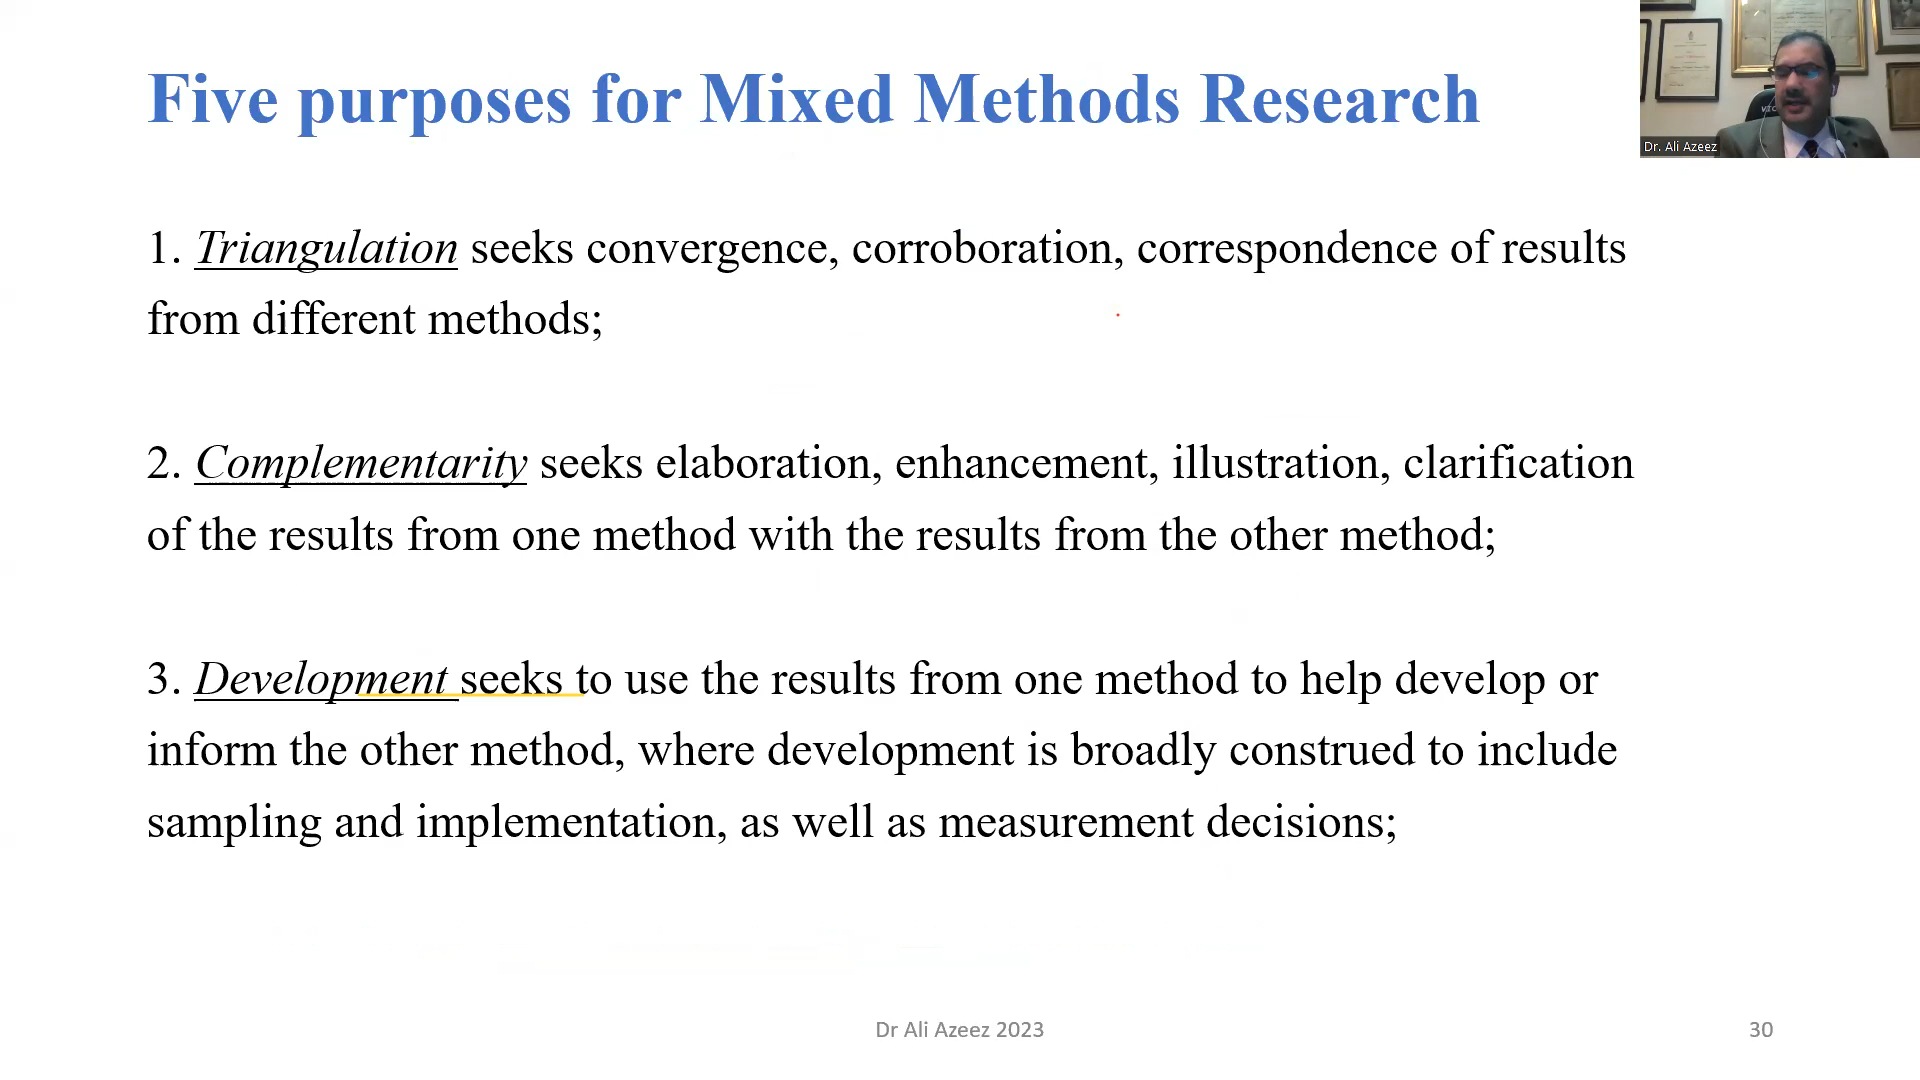 Five purposes for Mixed Methods Research
Dr. Ali Azeez
1. Triangulation seeks convergence, corroboration, correspondence of results
from different methods;
2. Complementarity seeks elaboration, enhancement, illustration, clarification
of the results from one method with the results from the other method;
3. Development seeks to use the results from one method to help develop or
inform the other method, where development is broadly construed to include
sampling and implementation, as well as measurement decisions;
Dr Ali Azeez 2023
30